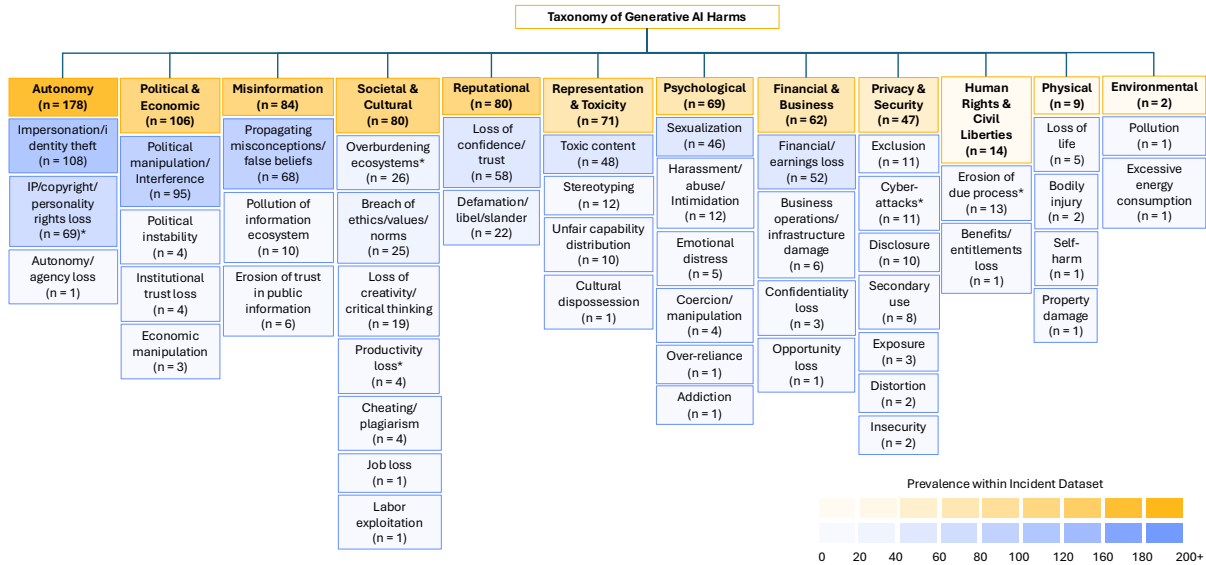 Taxonomy of Generative AI Harms
Autonomy
(n = 178)
Impersonation/i
dentity theft
(n = 108)
IP/copyright/
personality
rights loss
(n = 69)*
Autonomy/
agency loss
(n = 1)
Political &
Economic
(n = 106)
Political
manipulation/
Interference
(n = 95)
Political
instability
(n = 4)
Institutional
trust loss
(n = 4)
Economic
manipulation
(n = 3)
Misinformation
(n = 84)
Propagating
misconceptions/
false beliefs
(n = 68)
Pollution of
information
ecosystem
(n = 10)
Erosion of trust
in public
information
(n = 6)
Societal &
Cultural
(n = 80)
Overburdening
ecosystems*
(n = 26)
Breach of
ethics/values/
norms
(n = 25)
Loss of
creativity/
critical thinking
(n = 19)
Productivity
loss*
(n = 4)
Cheating/
plagiarism
(n = 4)
Job loss
(n = 1)
Labor
exploitation
(n = 1)
Reputational
(n = 80)
Loss of
confidence/
trust
(n = 58)
Defamation/
libel/slander
(n = 22)
Representation
& Toxicity
(n = 71)
Toxic content
(n = 48)
Stereotyping
(n = 12)
Unfair capability
distribution
(n = 10)
Cultural
dispossession
(n = 1)
Psychological
(n = 69)
Sexualization
(n = 46)
Harassment/
abuse/
Intimidation
(n = 12)
Emotional
distress
(n = 5)
Coercion/
manipulation
(n = 4)
Over-reliance
(n = 1)
Addiction
(n = 1)
Financial &
Business
(n = 62)
Financial/
earnings loss
(n = 52)
Business
operations/
infrastructure
damage
(n = 6)
Confidentiality
loss
(n = 3)
Opportunity
loss
(n = 1)
Privacy &
Security
(n = 47)
Exclusion
(n = 11)
Cyber-
attacks*
(n = 11)
Disclosure
(n = 10)
Secondary
use
(n = 8)
Exposure
(n = 3)
Distortion
(n = 2)
Insecurity
(n = 2)
Human
Rights &
Civil
Liberties
(n = 14)
Erosion of
due process*
(n = 13)
Benefits/
entitlements
loss
(n = 1)
Physical
(n = 9)
Loss of
life
(n = 5)
Bodily
injury
(n = 2)
Self-
harm
(n = 1)
Property
damage
(n = 1)
Environmental
(n = 2)
Pollution
(n = 1)
Excessive
energy
consumption
(n = 1)
Prevalence within Incident Dataset
0 20 40 60 80 100 120 160 180 200+